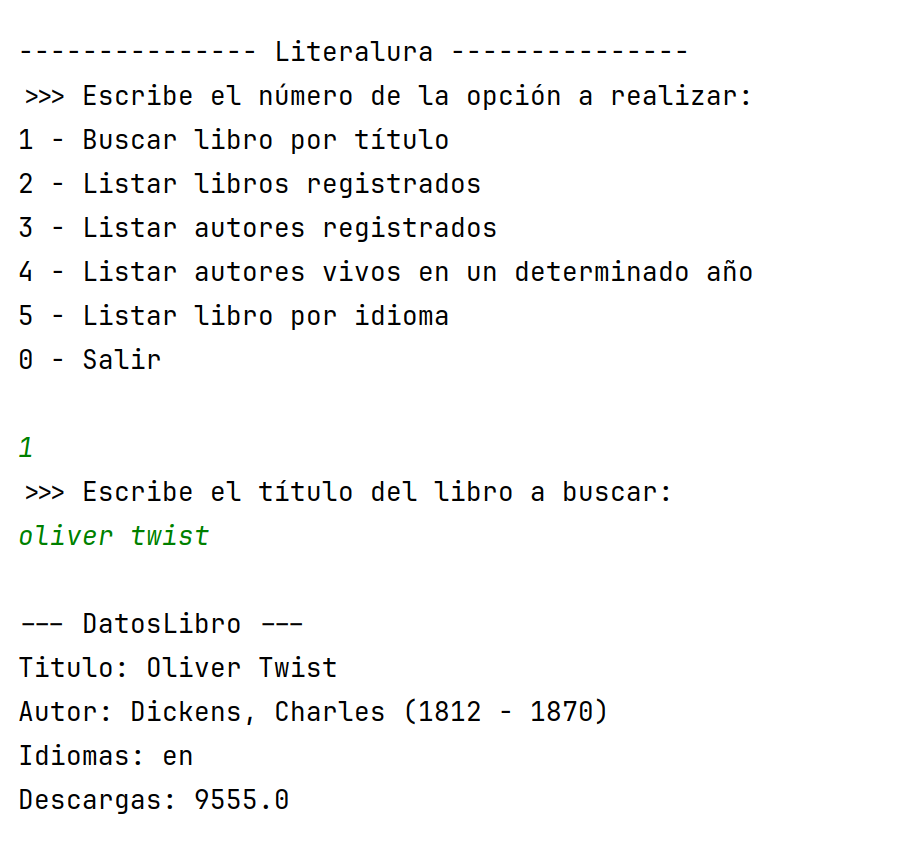 --------------- Literalura ---------------
>>> Escribe el número de la opción a realizar:
1 - Buscar libro por título
2 - Listar libros registrados
3 - Listar autores registrados
4 - Listar autores vivos en un determinado año
5 - Listar libro por idioma
0 - Salir
1
>>> Escribe el título del libro a buscar:
oliver twist
--- DatosLibro ---
Titulo: Oliver Twist
Autor: Dickens, Charles (1812 - 1870)
Idiomas: en
Descargas: 9555.0